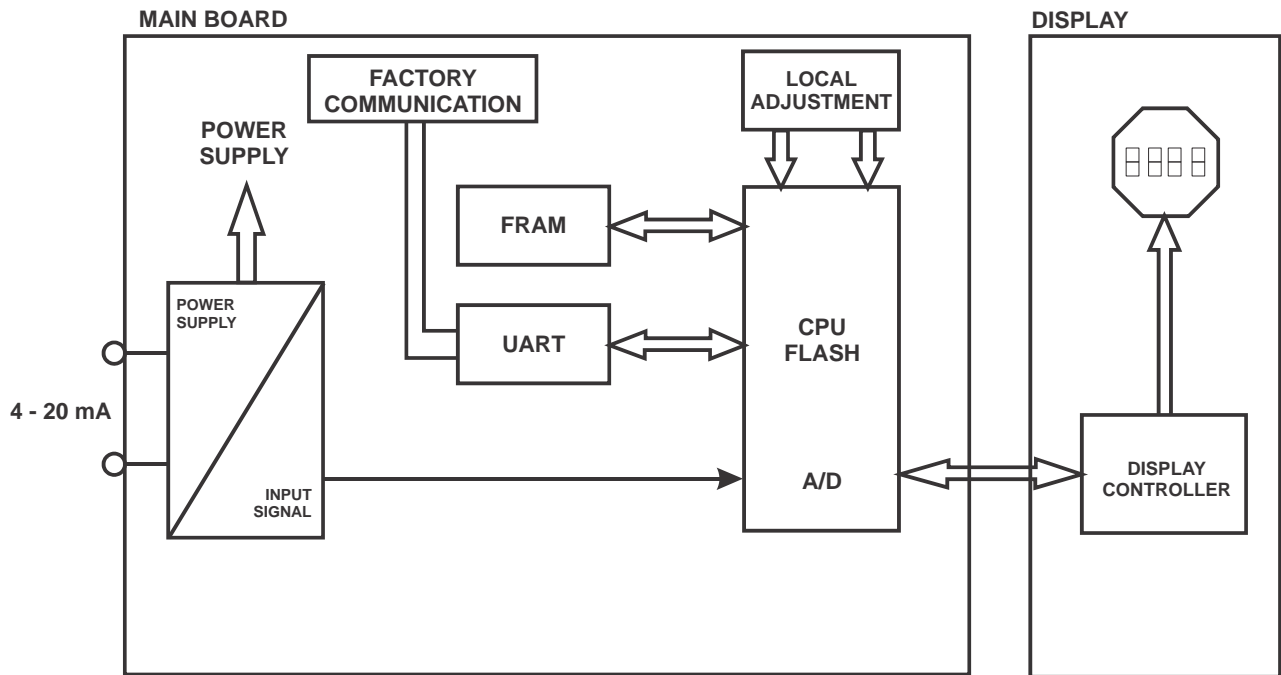 MAIN BOARD
DISPLAY
FACTORY
COMMUNICATION
LOCAL
ADJUSTMENT
POWER
SUPPLY
FRAM
POWER
SUPPLY
UART
CPU
FLASH
4 - 20 mA
INPUT
SIGNAL
A/D
DISPLAY
CONTROLLER